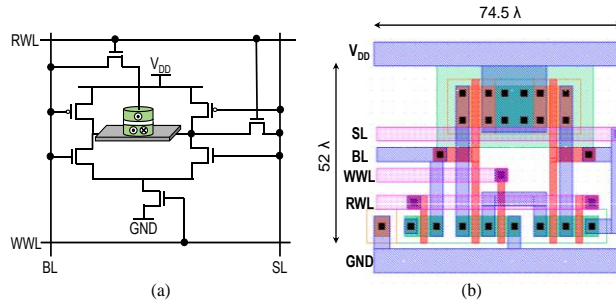 RWL
V_DD
GND
WWL
BL
SL
(a)
74.5 λ
52 λ
V_DD
SL
BL
WWL
RWL
GND
(b)